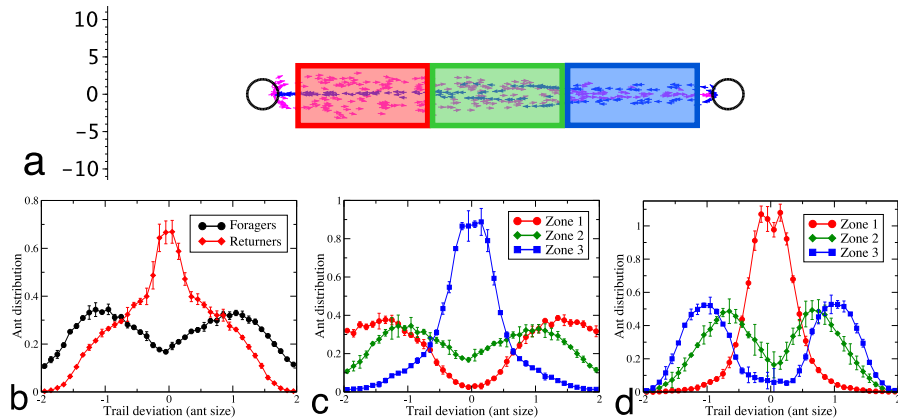 10
5
0
-5
-10
a
0.8
0.6
0.4
0.2
0
-2 -1 0 1 2
Ant distribution
Trail deviation (ant size)
Foragers
Returners
b
1
0.8
0.6
0.4
0.2
0
-2 -1 0 1 2
Ant distribution
Trail deviation (ant size)
Zone 1
Zone 2
Zone 3
c
1
0.8
0.6
0.4
0.2
0
-2 -1 0 1 2
Ant distribution
Trail deviation (ant size)
Zone 1
Zone 2
Zone 3
d